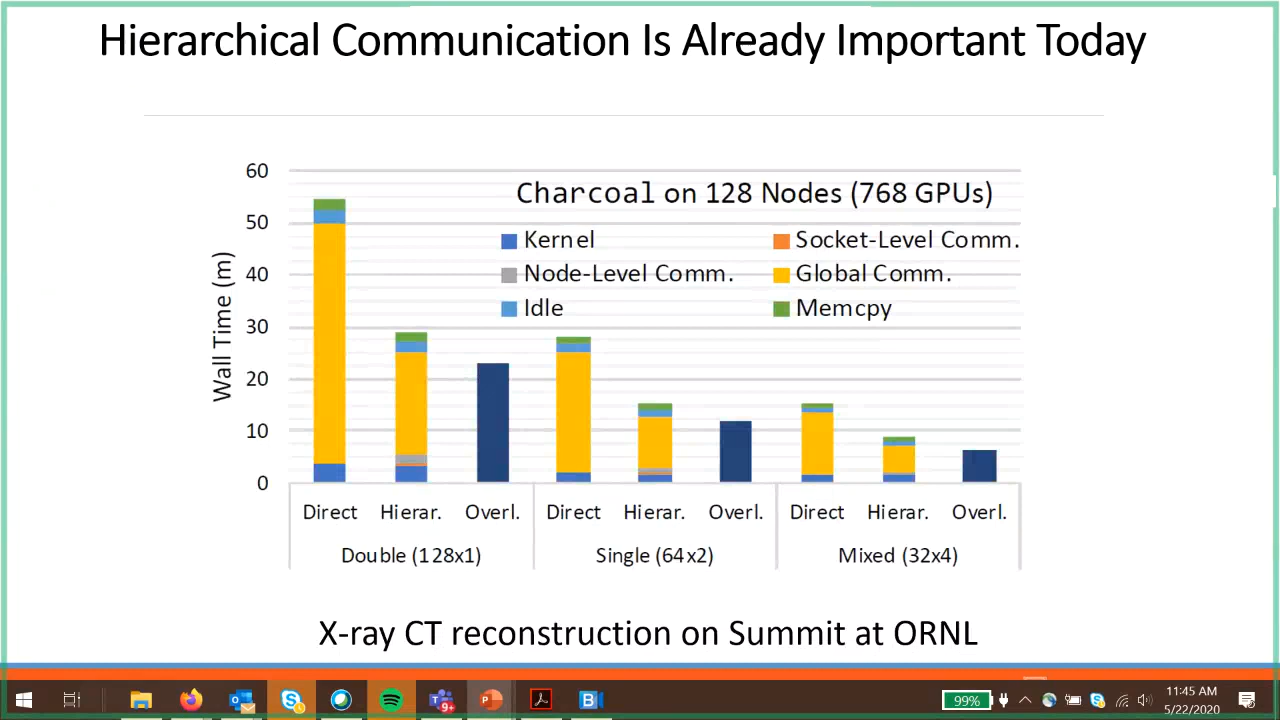 Hierarchical Communication Is Already Important Today
60
50
40
30
20
10
0
Wall Time (m)
Charcoal on 128 Nodes (768 GPUs)
Kernel
Socket-Level Comm.
Node-Level Comm.
Global Comm.
Idle
Memcpy
Direct Hierar. Overl. Direct Hierar. Overl. Direct Hierar. Overl.
Double (128x1) Single (64x2) Mixed (32x4)
X-ray CT reconstruction on Summit at ORNL
9+
99%
11:45 AM
5/22/2020